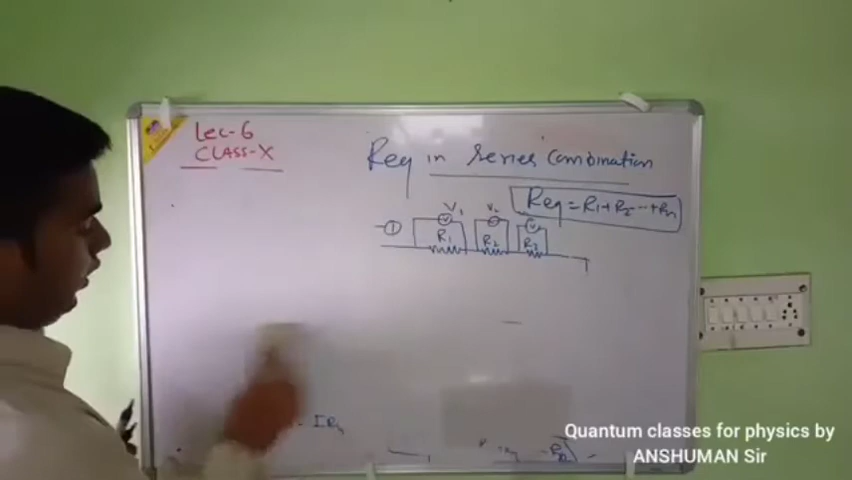 Lec-6
CLASS-X
Req in Series Combination
Req = R1+R2---+Rn
V1
R1 R2 R3
IRn
Quantum classes for physics by
ANSHUMAN Sir